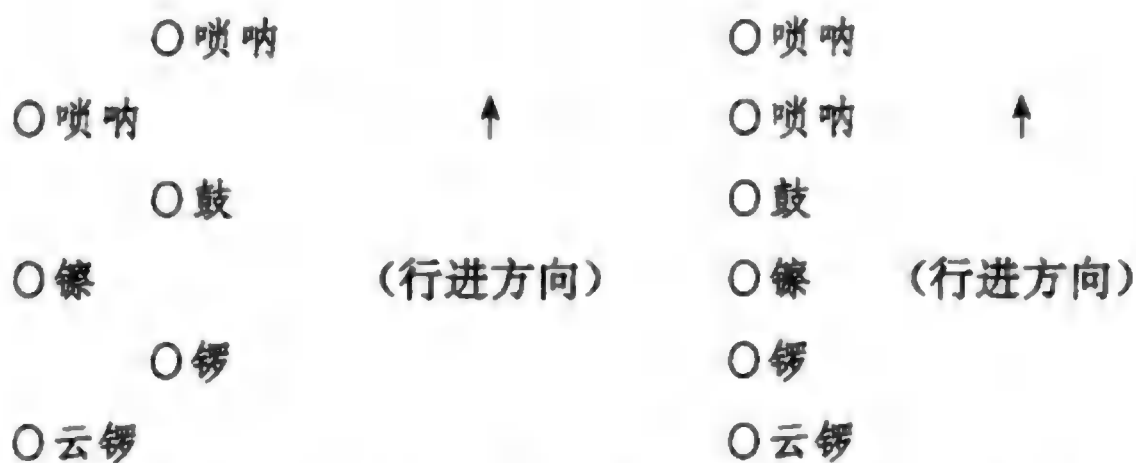 ○唢呐 ○唢呐
○唢呐 ↑ ○唢呐 ↑
○鼓 ○鼓
○镲 （行进方向） ○镲 （行进方向）
○锣 ○锣
○云锣 ○云锣